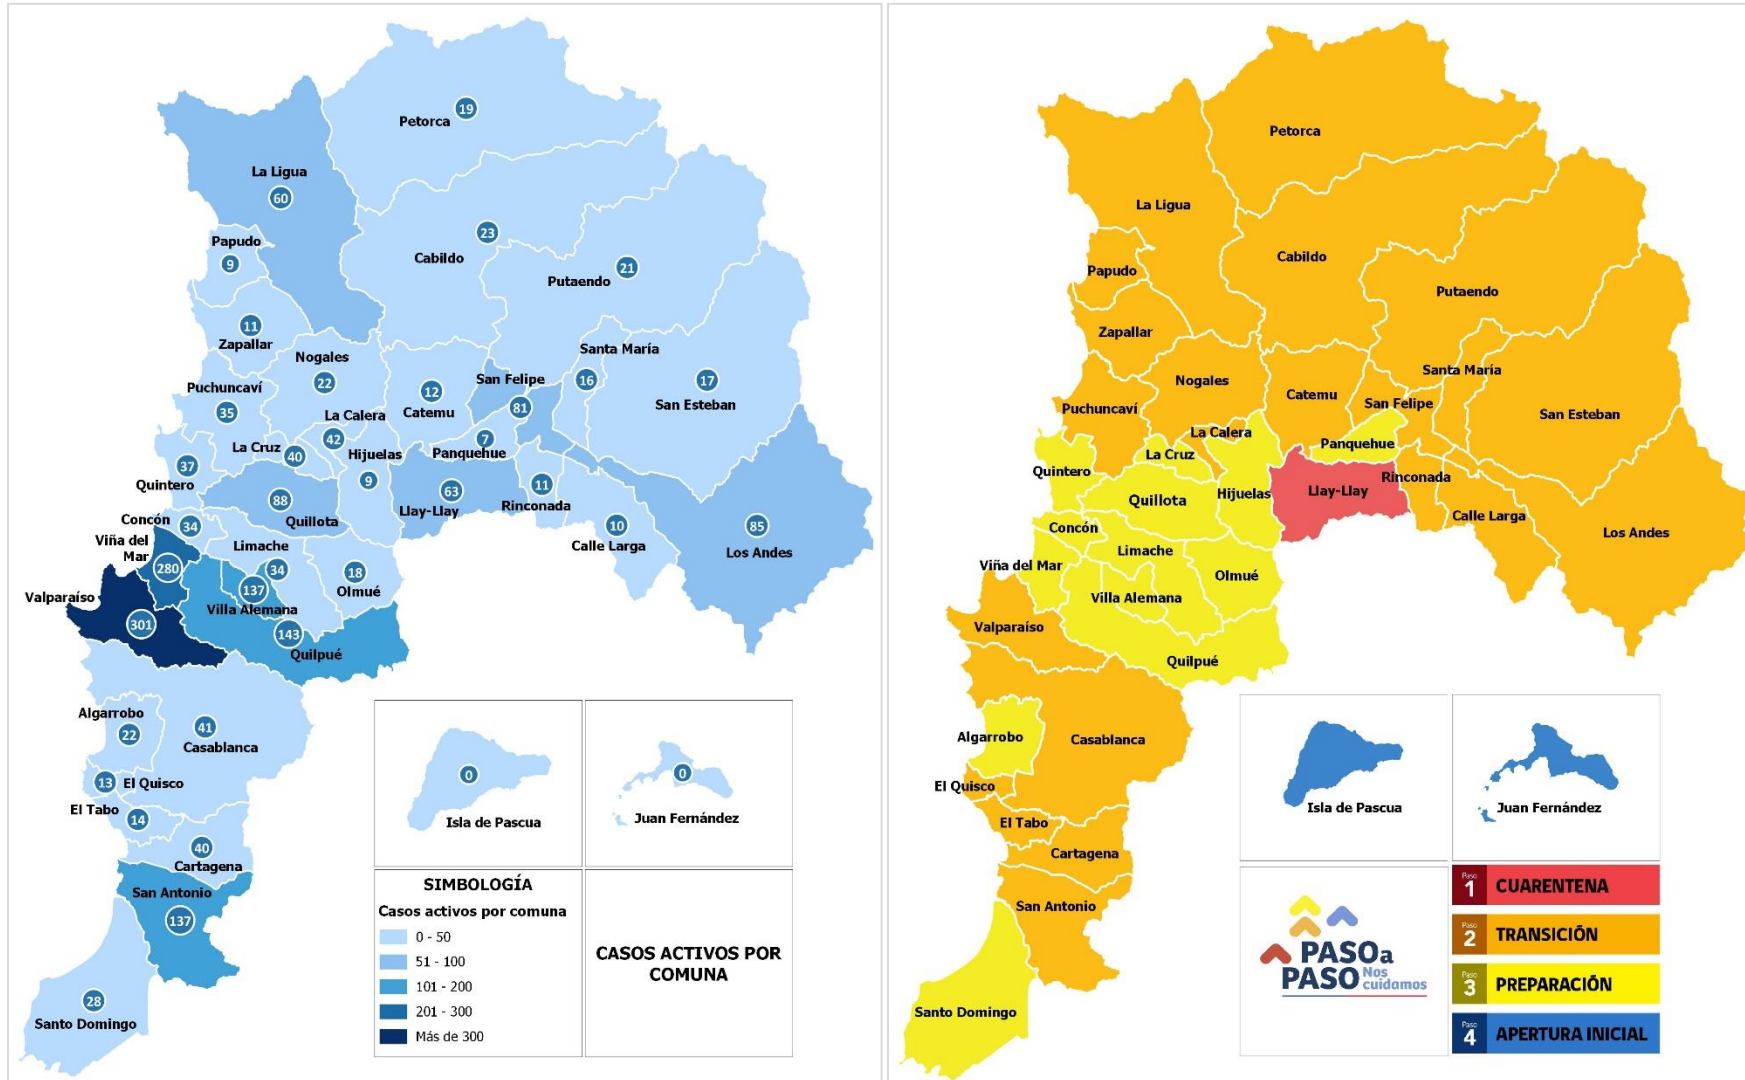 Petorca
19
La Ligua
60
Papudo
9
Cabildo
23
Putaendo
21
11
Zapallar
Nogales
22
Santa María
16
Puchuncaví
35
La Calera
42
12
Catemu
San Felipe
81
17
San Esteban
7
Panquehue
La Cruz
40
Hijuelas
9
37
Quintero
88
Quillota
63
Llay-Llay
11
Rinconada
10
Calle Larga
85
Los Andes
Concón
34
Viña del
Mar
280
Limache
34
137
Villa Alemana
18
Olmué
Valparaíso
301
143
Quilpué
Algarrobo
22
41
Casablanca
13
El Quisco
El Tabo
14
40
Cartagena
San Antonio
137
28
Santo Domingo
0
Isla de Pascua
0
Juan Fernández
SIMBOLOGÍA
Casos activos por comuna
0 - 50
51 - 100
101 - 200
201 - 300
Más de 300
CASOS ACTIVOS POR
COMUNA
Petorca
La Ligua
Papudo
Cabildo
Putaendo
Zapallar
Nogales
Santa María
Puchuncaví
Catemu
San Felipe
San Esteban
La Calera
Panquehue
La Cruz
Quintero
Quillota
Hijuelas
Llay-Llay
Rinconada
Calle Larga
Los Andes
Concón
Limache
Viña del Mar
Olmué
Villa Alemana
Valparaíso
Quilpué
Algarrobo
Casablanca
El Quisco
El Tabo
Cartagena
San Antonio
Santo Domingo
Isla de Pascua
Juan Fernández
PASO a
PASO Nos
cuidamos
Paso
1 CUARENTENA
Paso
2 TRANSICIÓN
Paso
3 PREPARACIÓN
Paso
4 APERTURA INICIAL